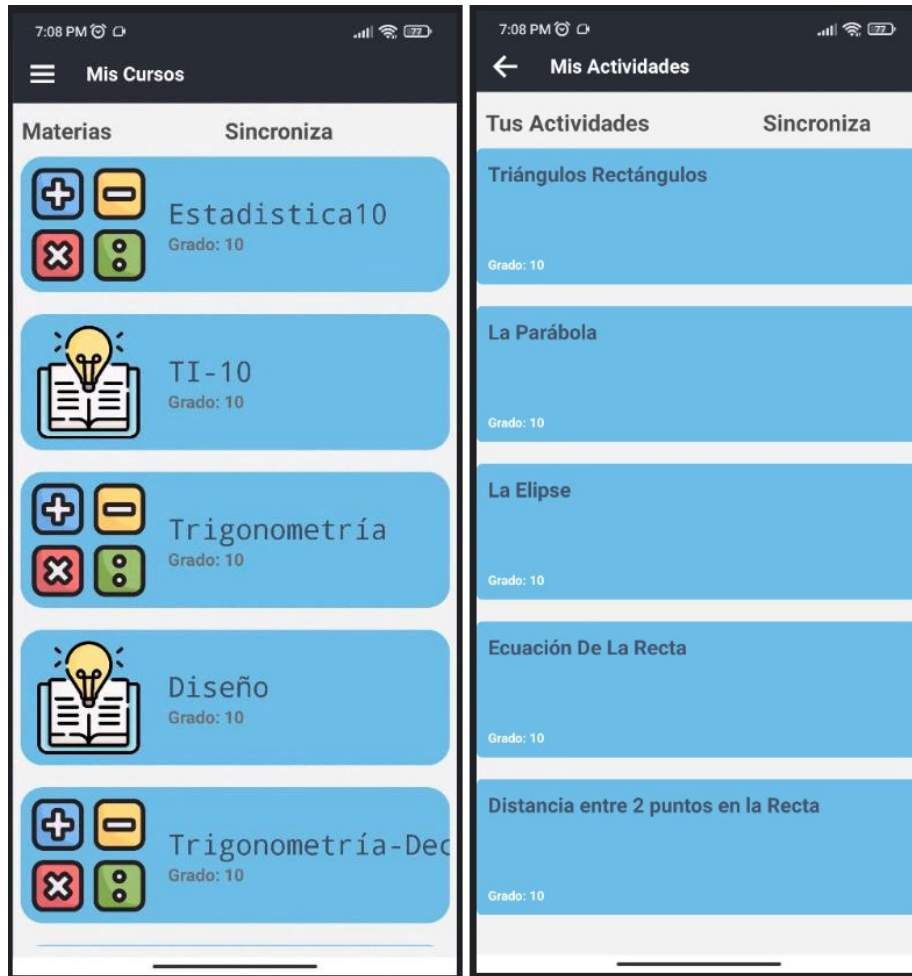 7:08 PM
77
Mis Cursos
Materias Sincroniza
Estadistica10
Grado: 10
TI-10
Grado: 10
Trigonometría
Grado: 10
Diseño
Grado: 10
Trigonometría-Dec
Grado: 10
7:08 PM
77
Mis Actividades
Tus Actividades Sincroniza
Triángulos Rectángulos
Grado: 10
La Parábola
Grado: 10
La Elipse
Grado: 10
Ecuación De La Recta
Grado: 10
Distancia entre 2 puntos en la Recta
Grado: 10